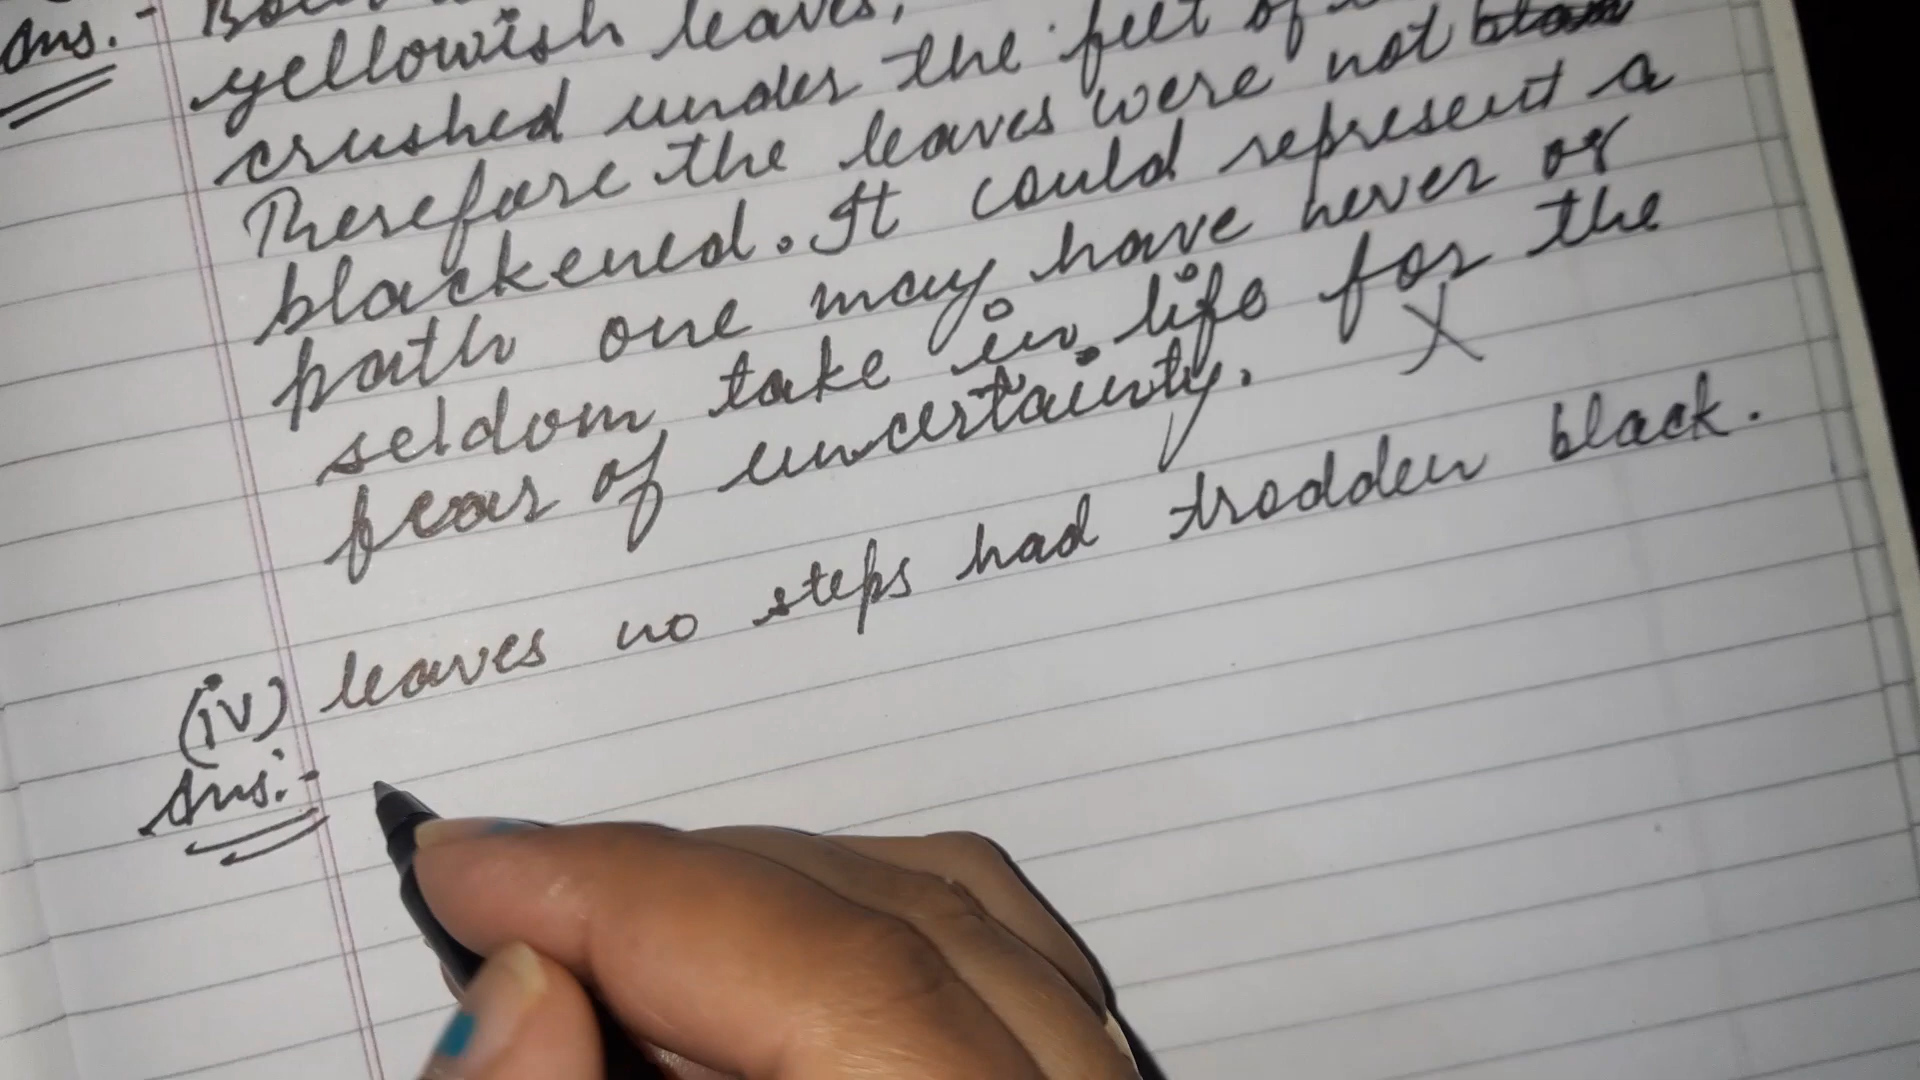 Ans. -
yellowish leaves,
crushed under the feet of
Therefore the leaves were not
blackened. It could represent a
path one may have never or
seldom take in life for the
fear of uncertainty. X
(iv) leaves no steps had trodden black.
Ans:-